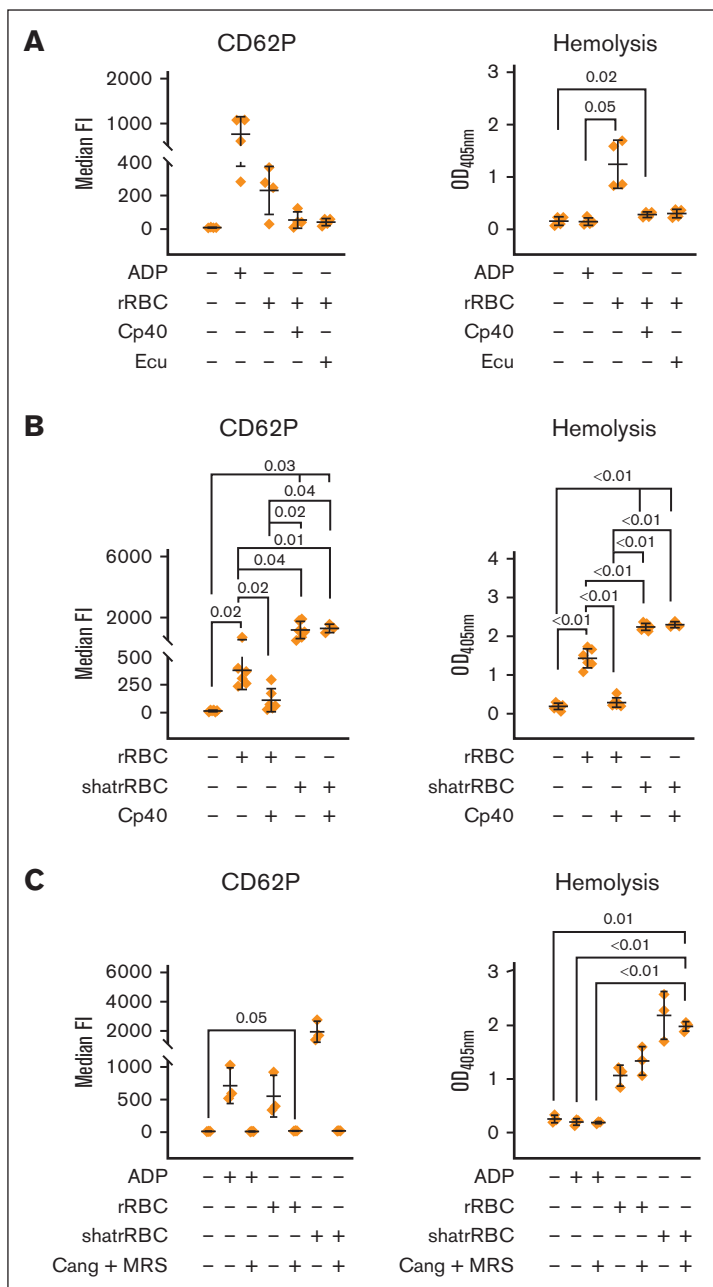 A
CD62P
Hemolysis
Median FI
2000
1000
400
200
0
OD405nm
3
2
1
0
0.02
0.05
ADP – + – – – – + – – –
rRBC – – + + + – – + + +
Cp40 – – – + – – – – + –
Ecu – – – – + – – – – +
B
CD62P
Hemolysis
Median FI
6000
2000
500
250
0
0.03
0.04
0.02
0.01
0.04
0.02
0.02
OD405nm
4
3
2
1
0
<0.01
<0.01
<0.01
<0.01
<0.01
<0.01
rRBC – + + – – – + + – –
shatrRBC – – – + + – – – + +
Cp40 – – + – + – – + – +
C
CD62P
Hemolysis
Median FI
6000
4000
2000
1000
500
0
0.05
OD405nm
3
2
1
0
0.01
<0.01
<0.01
ADP – + + – – – – – + + – – – –
rRBC – – – + + – – – – – + + – –
shatrRBC – – – – – + + – – – – – + +
Cang + MRS – – + – + – + – – + – + – +